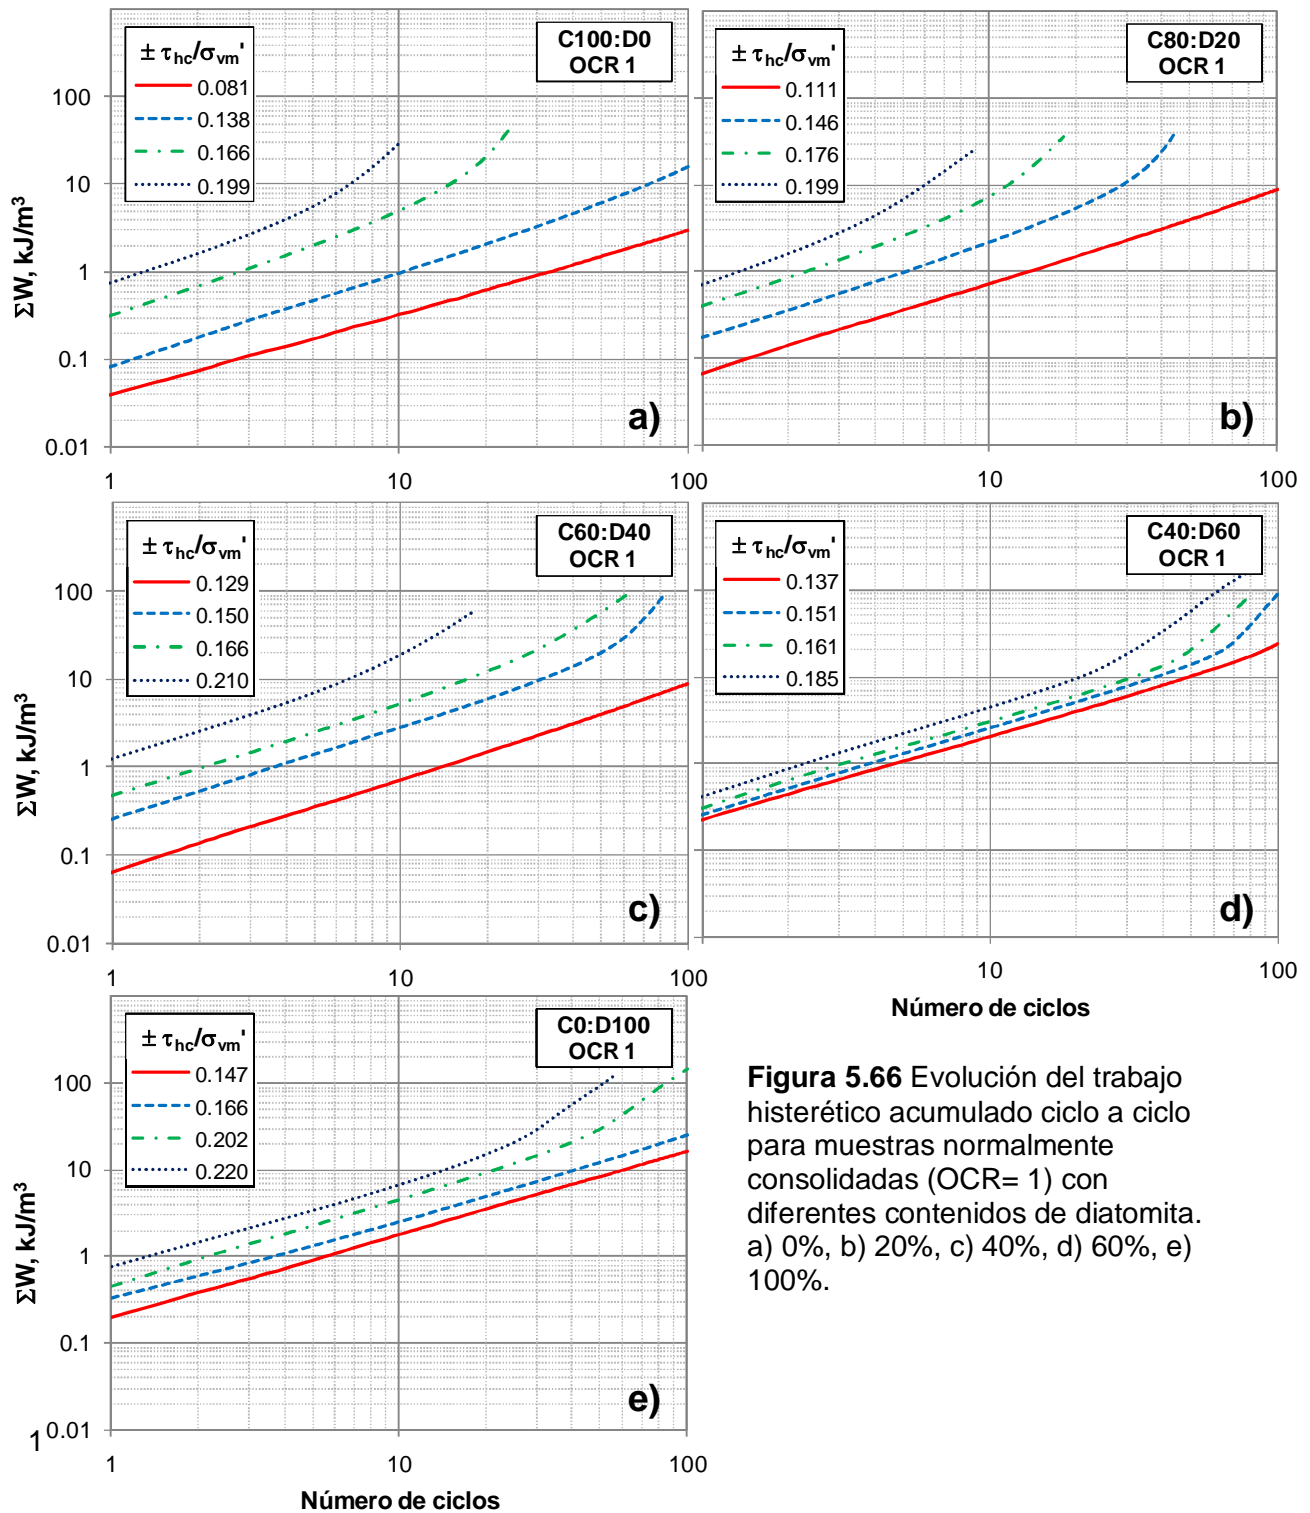 ± τhc/σvm'
0.081
0.138
0.166
0.199
C100:D0
OCR 1
100
10
1
0.1
0.01
ΣW, kJ/m³
a)
1
10
100
± τhc/σvm'
0.111
0.146
0.176
0.199
C80:D20
OCR 1
b)
10
100
± τhc/σvm'
0.129
0.150
0.166
0.210
C60:D40
OCR 1
100
10
1
0.1
0.01
ΣW, kJ/m³
c)
1
10
100
± τhc/σvm'
0.137
0.151
0.161
0.185
C40:D60
OCR 1
d)
10
100
Número de ciclos
± τhc/σvm'
0.147
0.166
0.202
0.220
C0:D100
OCR 1
100
10
1
0.1
0.01
1
ΣW, kJ/m³
e)
1
10
100
Número de ciclos
Figura 5.66 Evolución del trabajo
histerético acumulado ciclo a ciclo
para muestras normalmente
consolidadas (OCR= 1) con
diferentes contenidos de diatomita.
a) 0%, b) 20%, c) 40%, d) 60%, e)
100%.